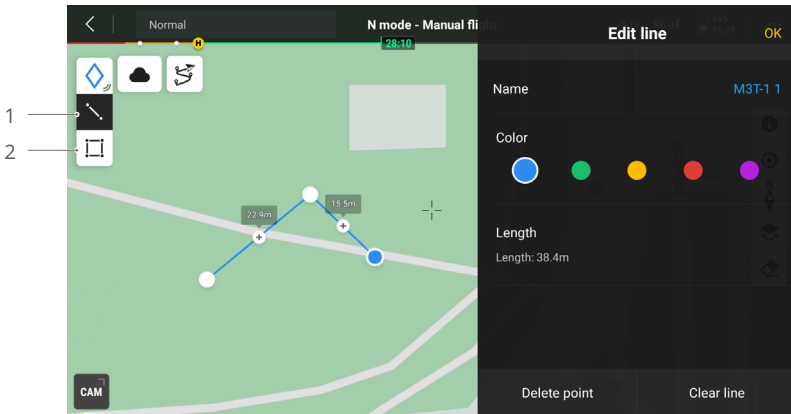 Normal
N mode - Manual fli
28:10
H
1
2
22.9m
15.5m
CAM
Edit line
OK
Name
M3T-1 1
Color
Length
Length: 38.4m
Delete point
Clear line